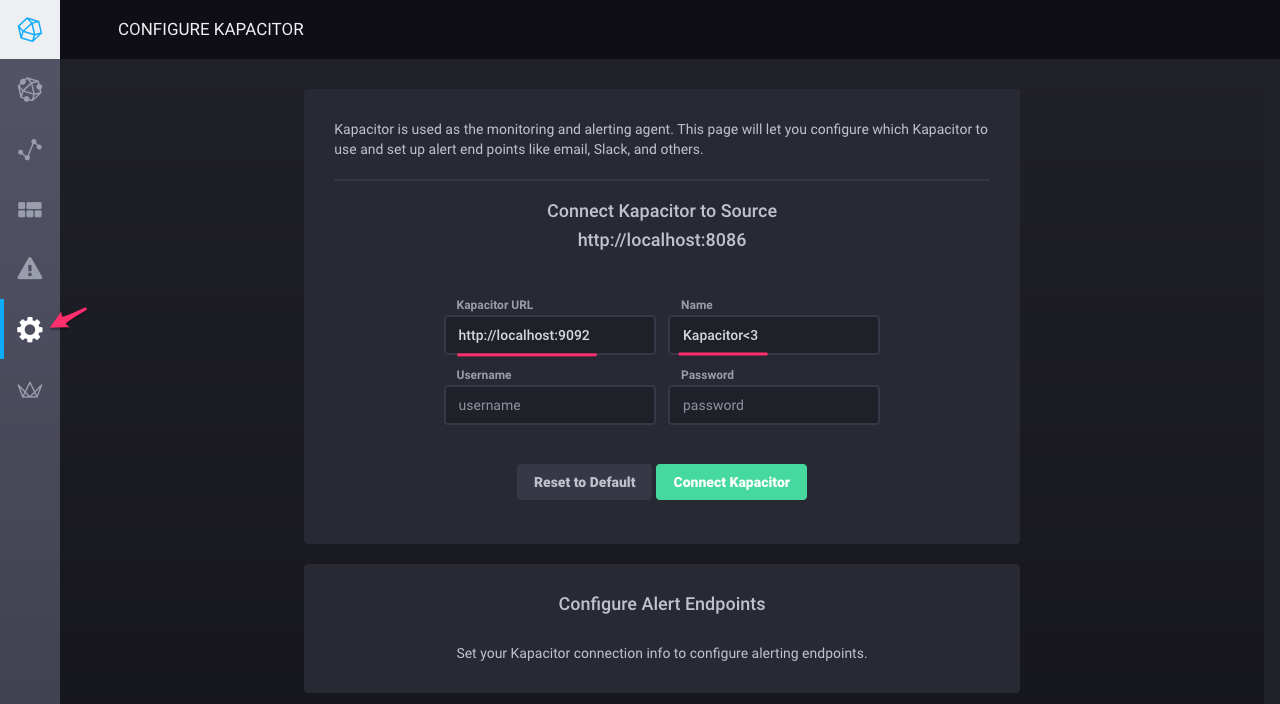 CONFIGURE KAPACITOR
Kapacitor is used as the monitoring and alerting agent. This page will let you configure which Kapacitor to
use and set up alert end points like email, Slack, and others.
Connect Kapacitor to Source
http://localhost:8086
Kapacitor URL
Name
http://localhost:9092
Kapacitor<3
Username
Password
username
password
Reset to Default
Connect Kapacitor
Configure Alert Endpoints
Set your Kapacitor connection info to configure alerting endpoints.